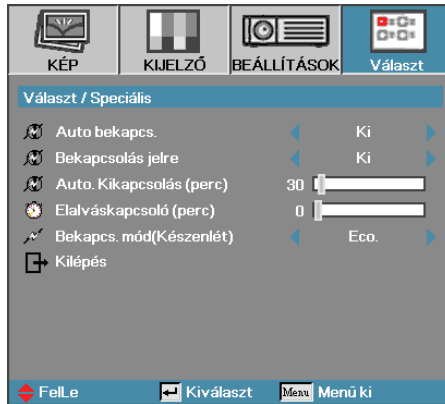 KÉP KIJELZŐ BEÁLLÍTÁSOK Választ
Választ / Speciális
Auto bekapcs. Ki
Bekapcsolás jelre Ki
Auto. Kikapcsolás (perc) 30
Elalváskapcsoló (perc) 0
Bekapcs. mód(Készenlét) Eco.
Kilépés
FelLe Kiválaszt Menu Menü ki